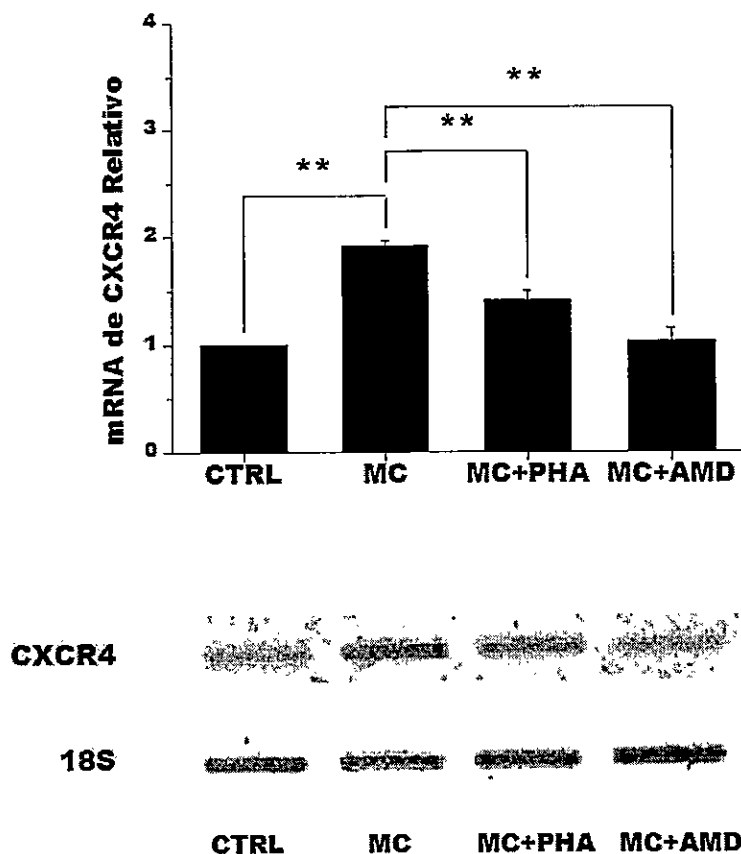 4
**
**
3
**
2
1
0
mRNA de CXCR4 Relativo
CTRL MC MC+PHA MC+AMD
CXCR4
18S
CTRL MC MC+PHA MC+AMD